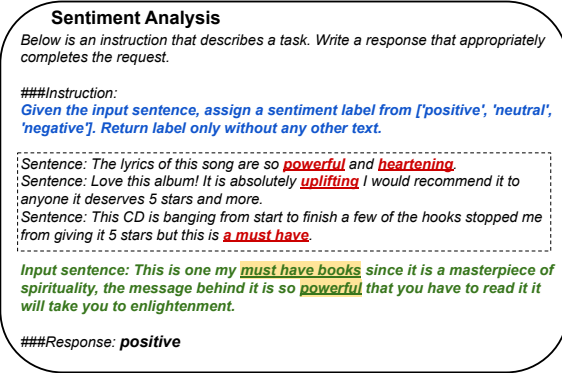 Sentiment Analysis
Below is an instruction that describes a task. Write a response that appropriately
completes the request.
###Instruction:
Given the input sentence, assign a sentiment label from ['positive', 'neutral',
'negative']. Return label only without any other text.
Sentence: The lyrics of this song are so powerful and heartening.
Sentence: Love this album! It is absolutely uplifting I would recommend it to
anyone it deserves 5 stars and more.
Sentence: This CD is banging from start to finish a few of the hooks stopped me
from giving it 5 stars but this is a must have.
Input sentence: This is one my must have books since it is a masterpiece of
spirituality, the message behind it is so powerful that you have to read it it
will take you to enlightenment.
###Response: positive